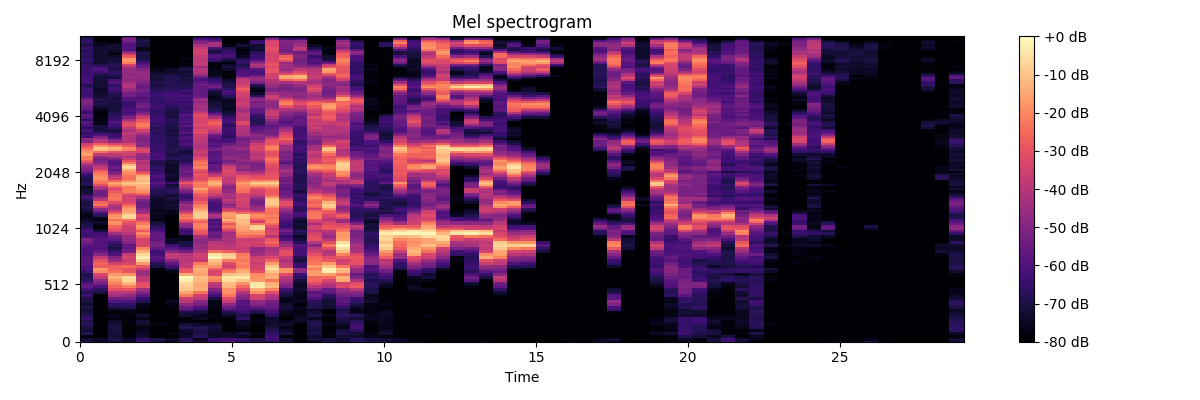 Mel spectrogram
+0 dB
8192
-10 dB
4096
-20 dB
-30 dB
2048
-40 dB
Hz
1024
-50 dB
512
-60 dB
-70 dB
0
-80 dB
0 5 10 15 20 25
Time